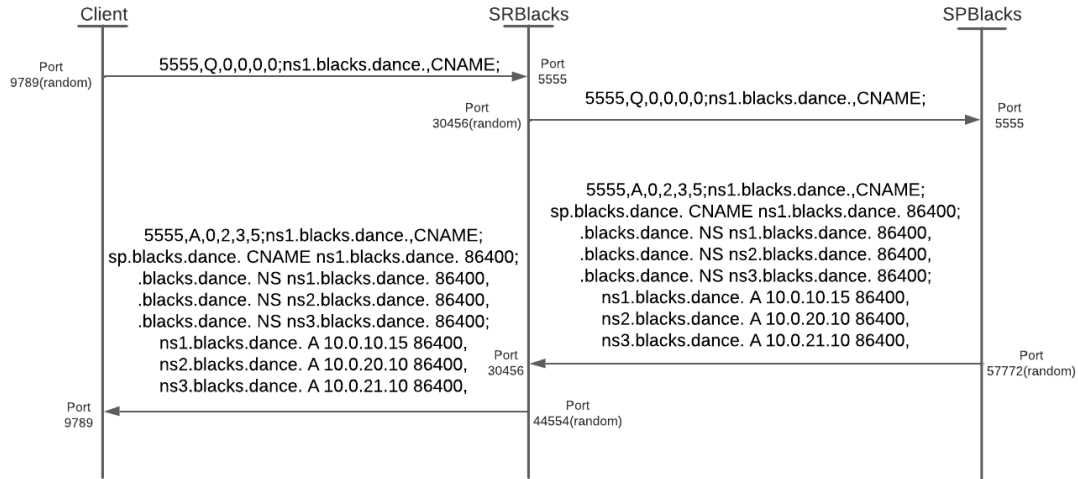 Client
SRBlacks
SPBlacks
Port
9789(random)
5555,Q,0,0,0,0;ns1.blacks.dance.,CNAME;
Port
5555
Port
30456(random)
5555,Q,0,0,0,0;ns1.blacks.dance.,CNAME;
Port
5555
5555,A,0,2,3,5;ns1.blacks.dance.,CNAME;
sp.blacks.dance. CNAME ns1.blacks.dance. 86400;
.blacks.dance. NS ns1.blacks.dance. 86400,
.blacks.dance. NS ns2.blacks.dance. 86400,
.blacks.dance. NS ns3.blacks.dance. 86400;
ns1.blacks.dance. A 10.0.10.15 86400,
ns2.blacks.dance. A 10.0.20.10 86400,
ns3.blacks.dance. A 10.0.21.10 86400,
Port
30456
Port
57772(random)
5555,A,0,2,3,5;ns1.blacks.dance.,CNAME;
sp.blacks.dance. CNAME ns1.blacks.dance. 86400;
.blacks.dance. NS ns1.blacks.dance. 86400,
.blacks.dance. NS ns2.blacks.dance. 86400,
.blacks.dance. NS ns3.blacks.dance. 86400;
ns1.blacks.dance. A 10.0.10.15 86400,
ns2.blacks.dance. A 10.0.20.10 86400,
ns3.blacks.dance. A 10.0.21.10 86400,
Port
9789
Port
44554(random)